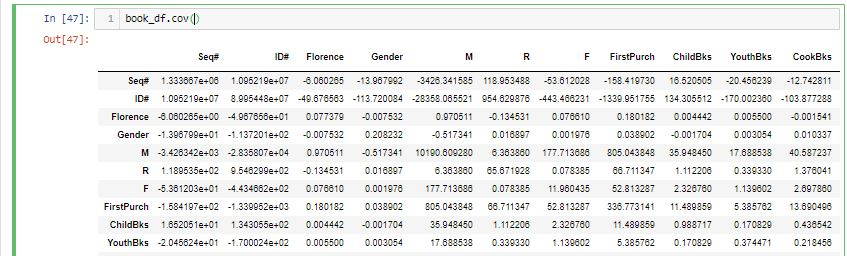 In [47]: 1 book_df.cov()
Out[47]:
Seq# ID# Florence Gender M R F FirstPurch ChildBks YouthBks CookBks
Seq# 1.333667e+06 1.095219e+07 -6.060265 -13.967992 -3426.341585 118.953488 -53.612028 -158.419730 16.520505 -20.456239 -12.742811
ID# 1.095219e+07 8.995448e+07 -49.676563 -113.720084 -28358.065521 954.629876 -443.466231 -1339.951755 134.305512 -170.002360 -103.877288
Florence -6.060265e+00 -4.967656e+01 0.077379 -0.007532 0.970511 -0.134531 0.076610 0.180182 0.004442 0.005500 -0.001541
Gender -1.396799e+01 -1.137201e+02 -0.007532 0.208232 -0.517341 0.016897 0.001976 0.038902 -0.001704 0.003054 0.010337
M -3.426342e+03 -2.835807e+04 0.970511 -0.517341 10190.609280 6.363860 177.713686 805.043848 35.948450 17.688538 40.587237
R 1.189535e+02 9.546299e+02 -0.134531 0.016897 6.363860 65.671928 0.078385 66.711347 1.112206 0.339330 1.376041
F -5.361203e+01 -4.434662e+02 0.076610 0.001976 177.713686 0.078385 11.960435 52.813287 2.326760 1.139602 2.697860
FirstPurch -1.584197e+02 -1.339952e+03 0.180182 0.038902 805.043848 66.711347 52.813287 336.773141 11.489859 5.385762 13.690496
ChildBks 1.652051e+01 1.343055e+02 0.004442 -0.001704 35.948450 1.112206 2.326760 11.489859 0.988717 0.170829 0.436542
YouthBks -2.045624e+01 -1.700024e+02 0.005500 0.003054 17.688538 0.339330 1.139602 5.385762 0.170829 0.374471 0.218456